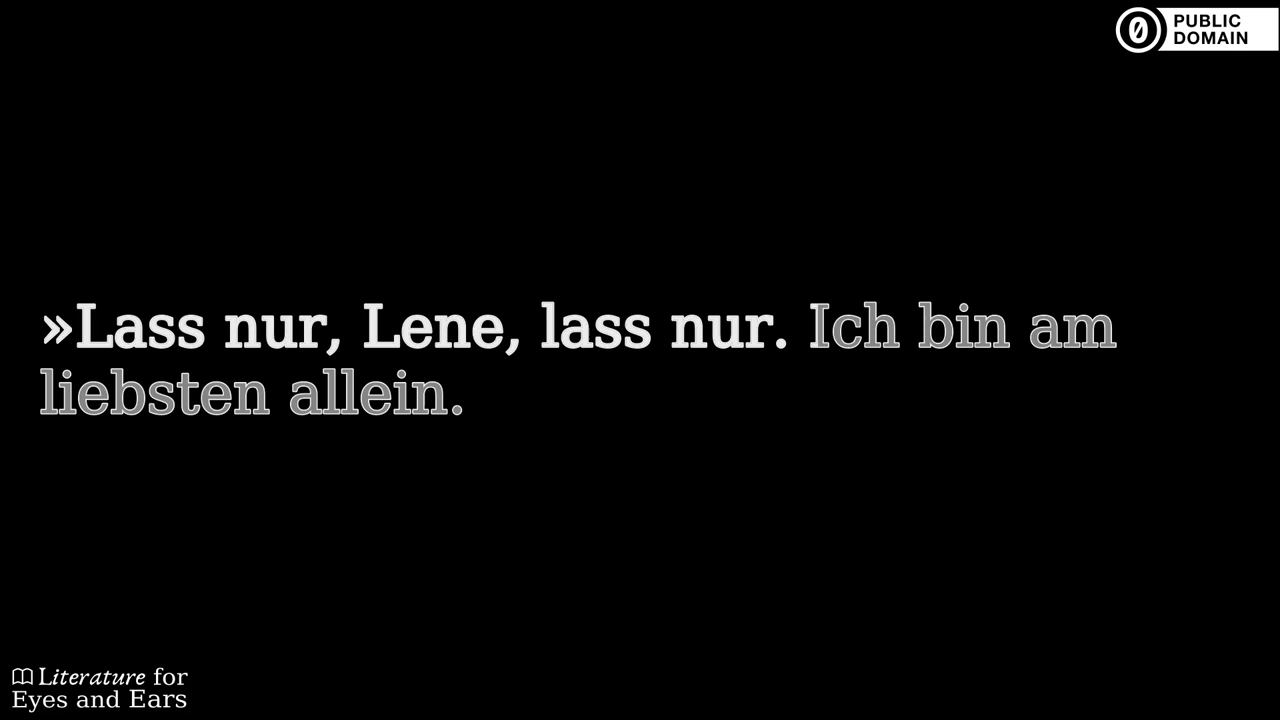 PUBLIC
DOMAIN
»Lass nur, Lene, lass nur. Ich bin am
liebsten allein.
Literature for
Eyes and Ears